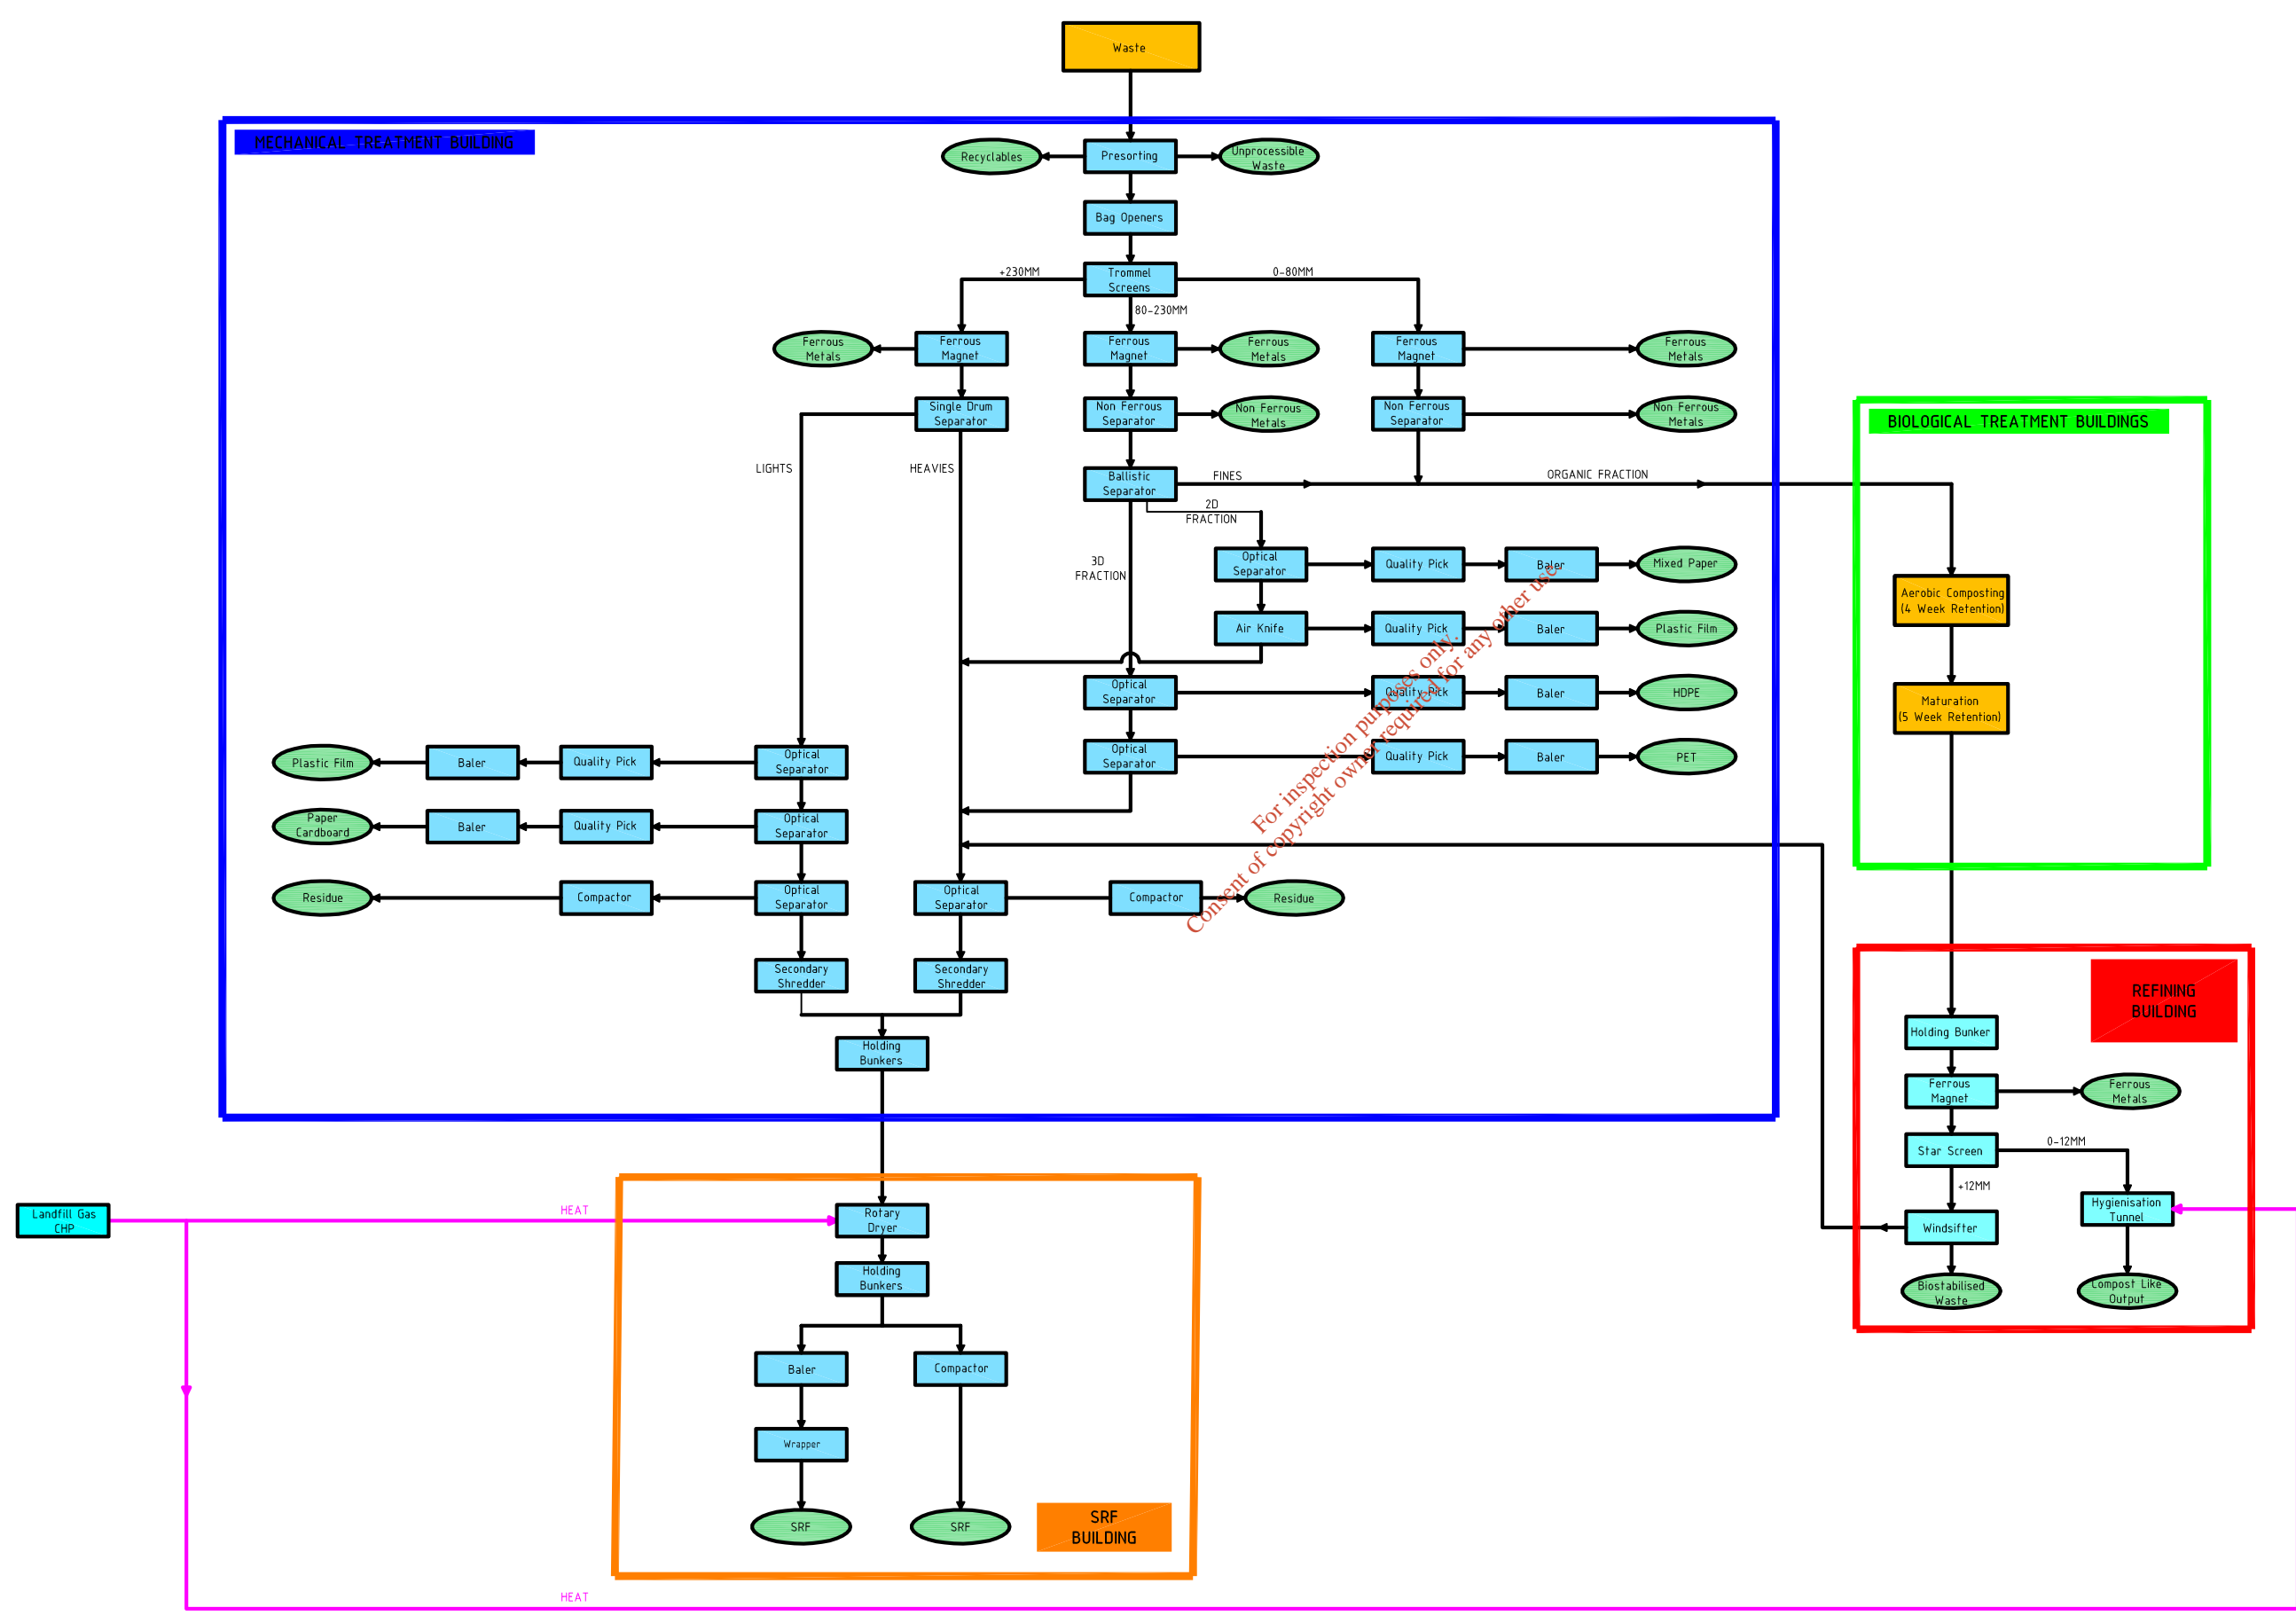 Waste
MECHANICAL TREATMENT BUILDING
Recyclables
Presorting
Unprocessible
Waste
Bag Openers
+230MM
Trommel
Screens
0-80MM
80-230MM
Ferrous
Metals
Ferrous
Magnet
Ferrous
Magnet
Ferrous
Metals
Ferrous
Magnet
Ferrous
Metals
Single Drum
Separator
Non Ferrous
Separator
Non Ferrous
Metals
Non Ferrous
Separator
Non Ferrous
Metals
BIOLOGICAL TREATMENT BUILDINGS
LIGHTS
HEAVIES
Ballistic
Separator
FINES
ORGANIC FRACTION
2D
FRACTION
3D
FRACTION
Optical
Separator
Quality Pick
Baler
Mixed Paper
Aerobic Composting
(4 Week Retention)
Air Knife
Quality Pick
Baler
Plastic Film
Optical
Separator
Quality Pick
Baler
HDPE
Maturation
(5 Week Retention)
Plastic Film
Baler
Quality Pick
Optical
Separator
Optical
Separator
Quality Pick
Baler
PET
Paper
Cardboard
Baler
Quality Pick
Optical
Separator
For inspection purposes only.
Consent of copyright owner required for any other use.
Residue
Compactor
Optical
Separator
Optical
Separator
Compactor
Residue
Secondary
Shredder
Secondary
Shredder
REFINING
BUILDING
Holding
Bunkers
Holding Bunker
Ferrous
Magnet
Ferrous
Metals
Star Screen
0-12MM
+12MM
Landfill Gas
CHP
HEAT
Rotary
Dryer
Windsifter
Hygienisation
Tunnel
Holding
Bunkers
Biostabilised
Waste
Compost Like
Output
Baler
Compactor
Wrapper
SRF
SRF
SRF
BUILDING
HEAT